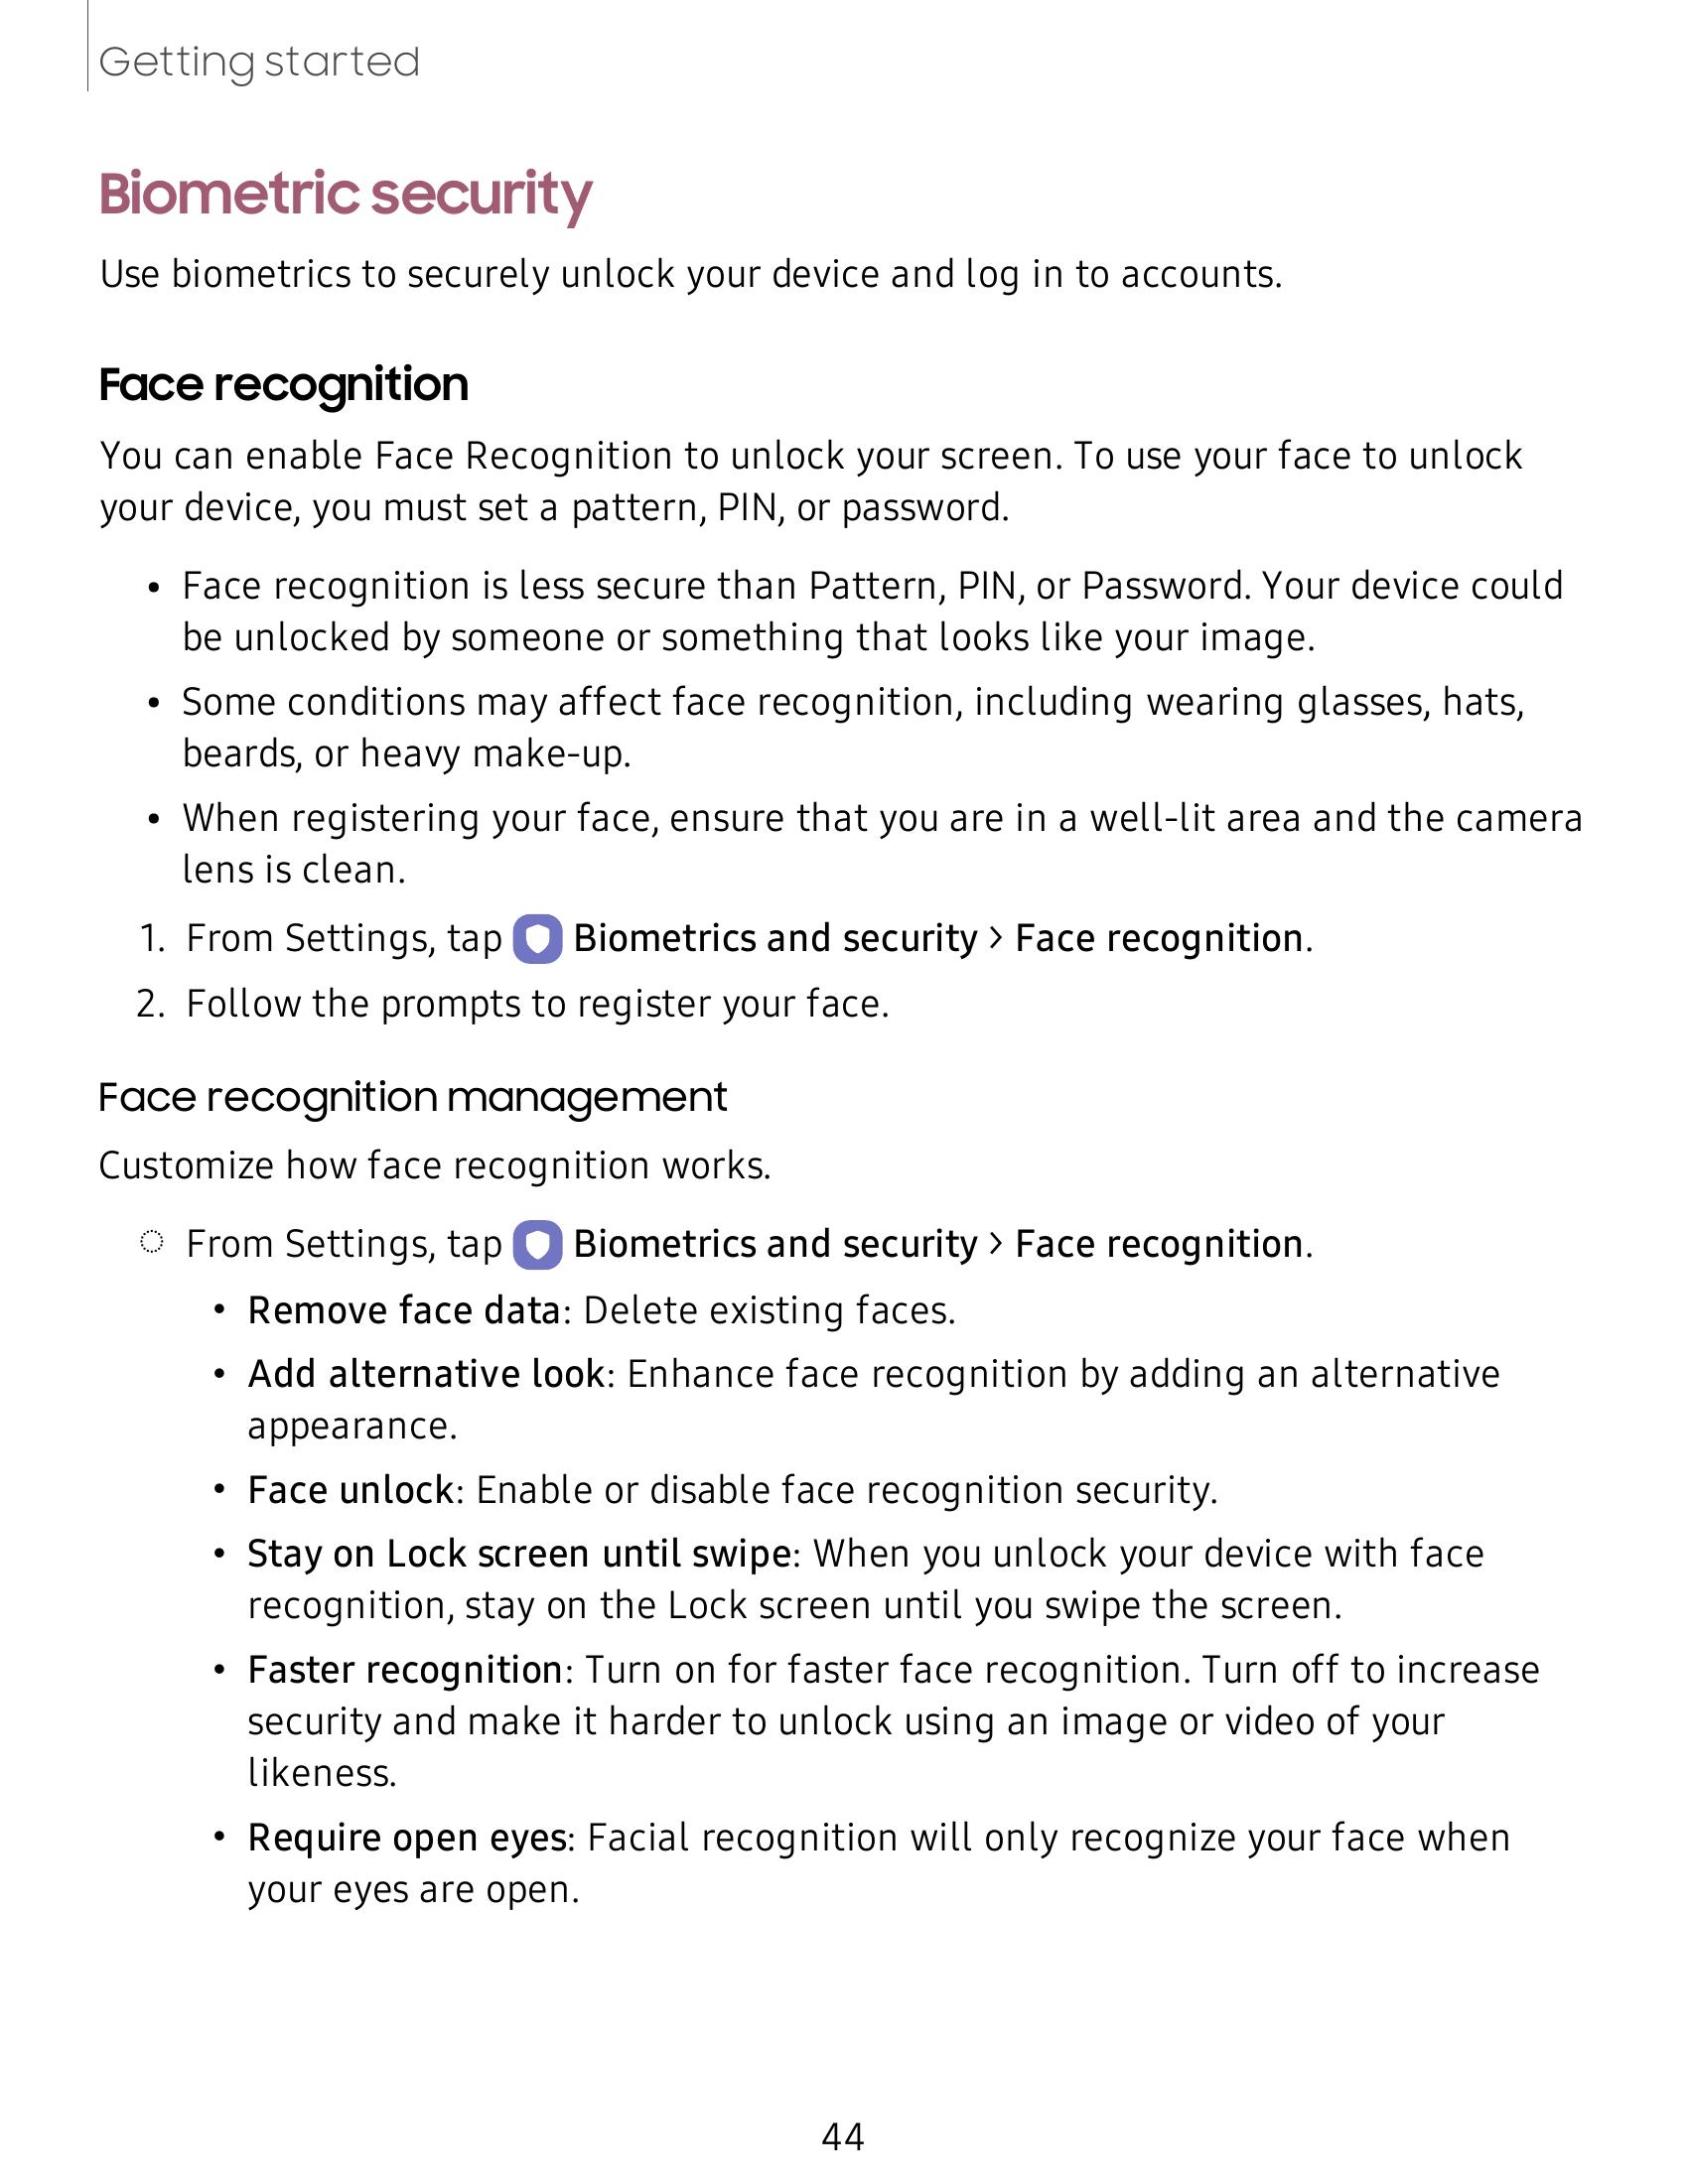 Getting started
Biometric security
Use biometrics to securely unlock your device and log in to accounts.
Face recognition
You can enable Face Recognition to unlock your screen. To use your face to unlock
your device, you must set a pattern, PIN, or password.
• Face recognition is less secure than Pattern, PIN, or Password. Your device could
be unlocked by someone or something that looks like your image.
• Some conditions may affect face recognition, including wearing glasses, hats,
beards, or heavy make-up.
• When registering your face, ensure that you are in a well-lit area and the camera
lens is clean.
1. From Settings, tap Biometrics and security > Face recognition.
2. Follow the prompts to register your face.
Face recognition management
Customize how face recognition works.
◌ From Settings, tap Biometrics and security > Face recognition.
• Remove face data: Delete existing faces.
• Add alternative look: Enhance face recognition by adding an alternative
appearance.
• Face unlock: Enable or disable face recognition security.
• Stay on Lock screen until swipe: When you unlock your device with face
recognition, stay on the Lock screen until you swipe the screen.
• Faster recognition: Turn on for faster face recognition. Turn off to increase
security and make it harder to unlock using an image or video of your
likeness.
• Require open eyes: Facial recognition will only recognize your face when
your eyes are open.
44